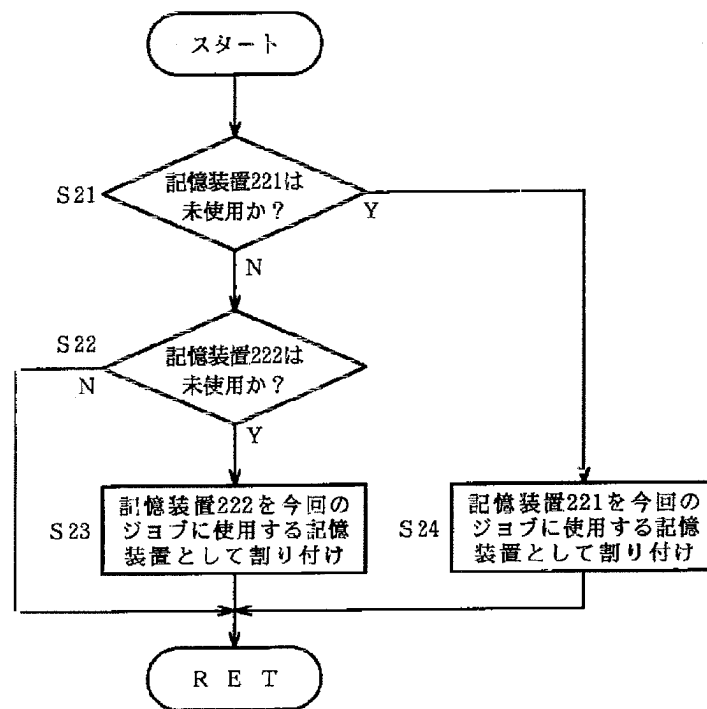 スタート
S21
記憶装置221は
未使用か？
Y
N
S22
記憶装置222は
未使用か？
N
Y
S23
記憶装置222を今回の
ジョブに使用する記憶
装置として割り付け
S24
記憶装置221を今回の
ジョブに使用する記憶
装置として割り付け
ＲＥＴ